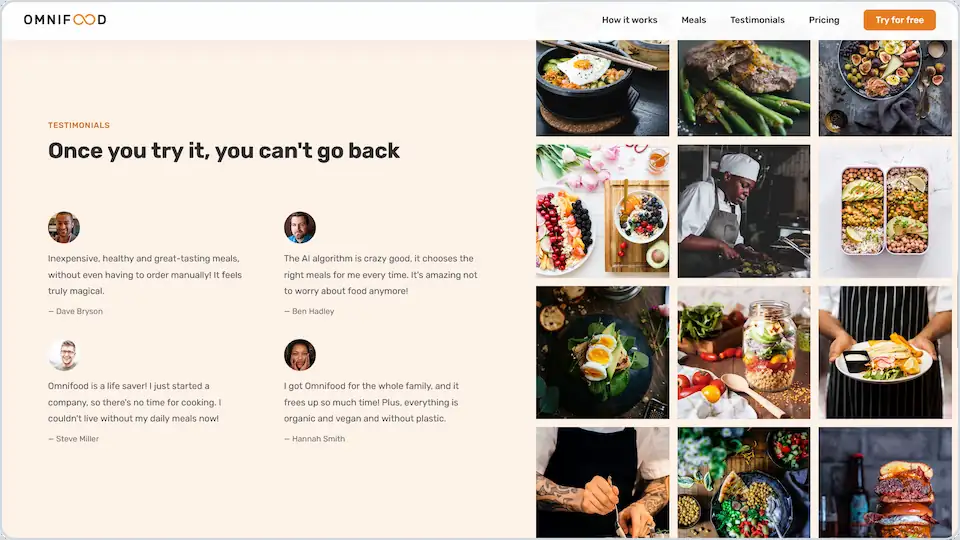 OMNIFOOD
How it works
Meals
Testimonials
Pricing
Try for free
TESTIMONIALS
Once you try it, you can't go back
Inexpensive, healthy and great-tasting meals,
without even having to order manually! It feels
truly magical.
— Dave Bryson
The AI algorithm is crazy good, it chooses the
right meals for me every time. It's amazing not
to worry about food anymore!
— Ben Hadley
Omnifood is a life saver! I just started a
company, so there's no time for cooking. I
couldn't live without my daily meals now!
— Steve Miller
I got Omnifood for the whole family, and it
frees up so much time! Plus, everything is
organic and vegan and without plastic.
— Hannah Smith